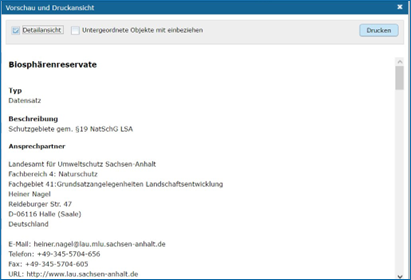 Vorschau und Druckansicht
Detailansicht Untergeordnete Objekte mit einbeziehen Drucken
Biosphärenreservate
Typ
Datensatz
Beschreibung
Schutzgebiete gem. §19 NatSchG LSA
Ansprechpartner
Landesamt für Umweltschutz Sachsen-Anhalt
Fachbereich 4: Naturschutz
Fachgebiet 41:Grundsatzangelegenheiten Landschaftsentwicklung
Heiner Nagel
Reideburger Str. 47
D-06116 Halle (Saale)
Deutschland
E-Mail: heiner.nagel@lau.mlu.sachsen-anhalt.de
Telefon: +49-345-5704-656
Fax: +49-345-5704-605
URL: http://www.lau.sachsen-anhalt.de